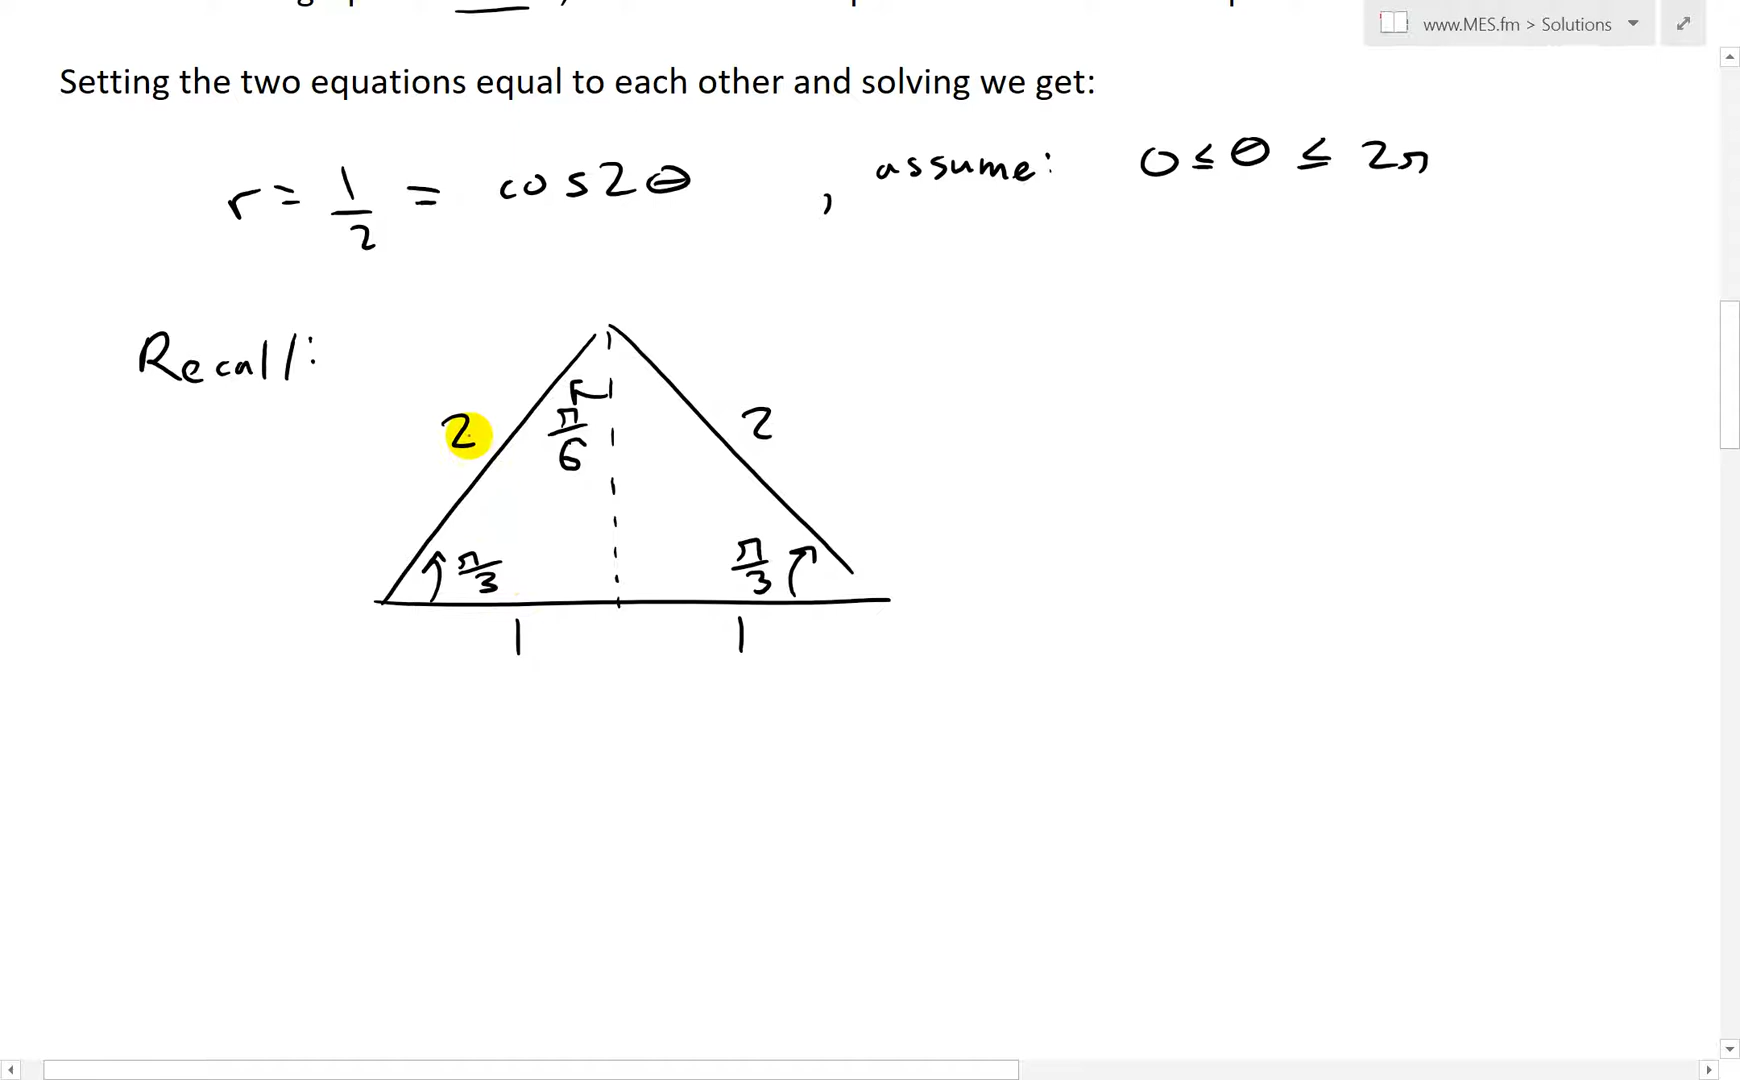 www.MES.fm > Solutions
Setting the two equations equal to each other and solving we get:
r = 1/2 = cos2θ , assume: 0 ≤ θ ≤ 2π
Recall:
2 π/6 2
π/3 π/3
1 1